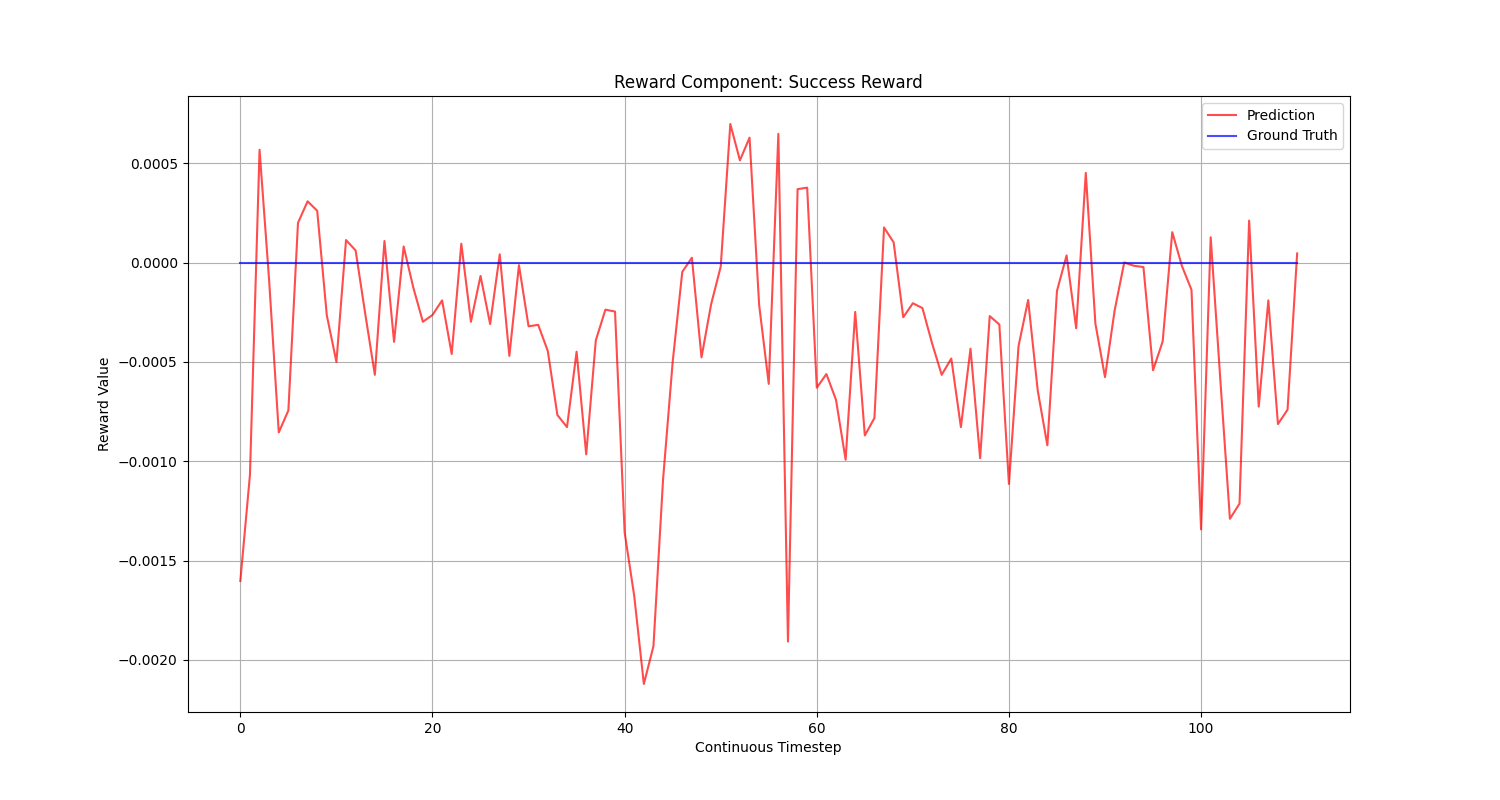 Reward Component: Success Reward
Prediction
Ground Truth
Reward Value
0.0005
0.0000
−0.0005
−0.0010
−0.0015
−0.0020
0 20 40 60 80 100
Continuous Timestep